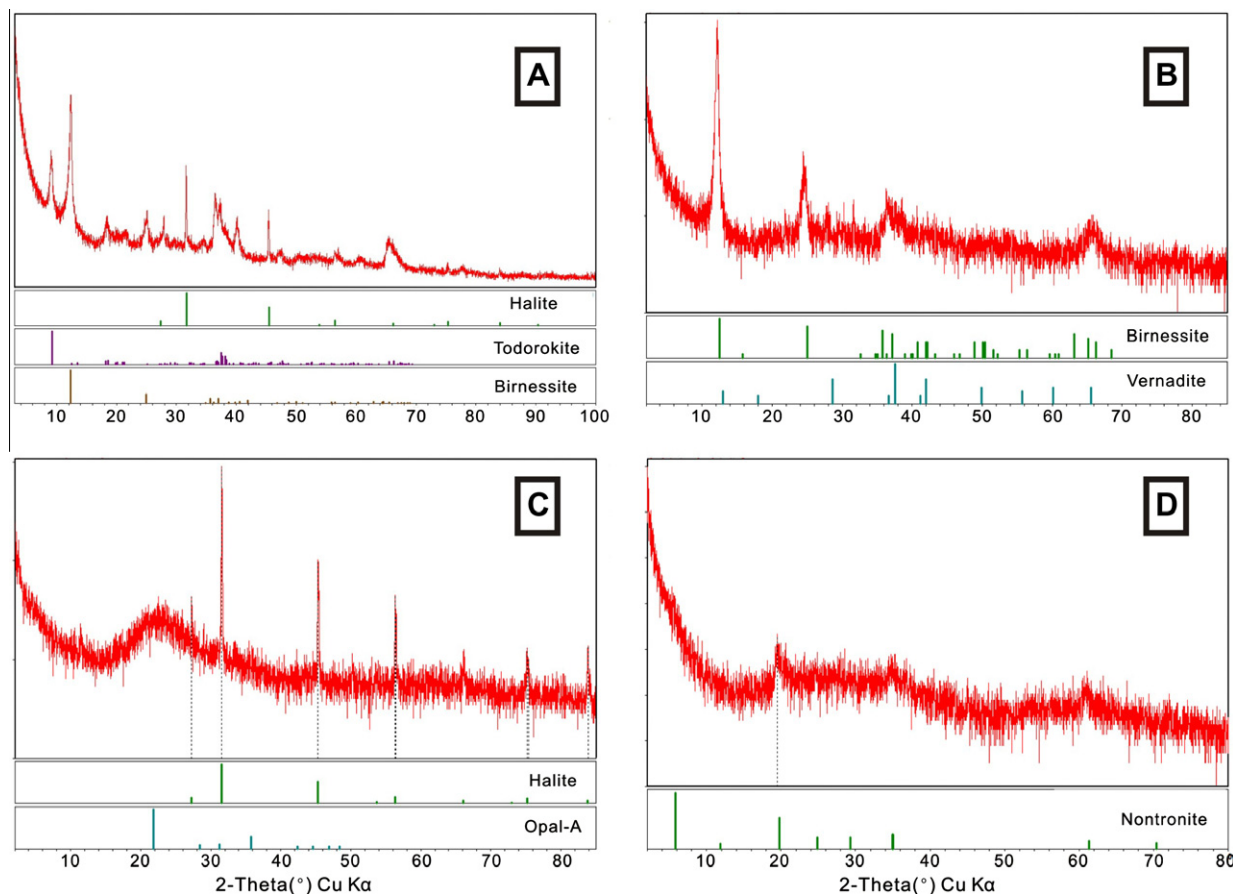 A
Halite
Todorokite
Birnessite
10 20 30 40 50 60 70 80 90 100
B
Birnessite
Vernadite
10 20 30 40 50 60 70 80
C
Halite
Opal-A
10 20 30 40 50 60 70 80
2-Theta(°) Cu Kα
D
Nontronite
10 20 30 40 50 60 70 80
2-Theta(°) Cu Kα